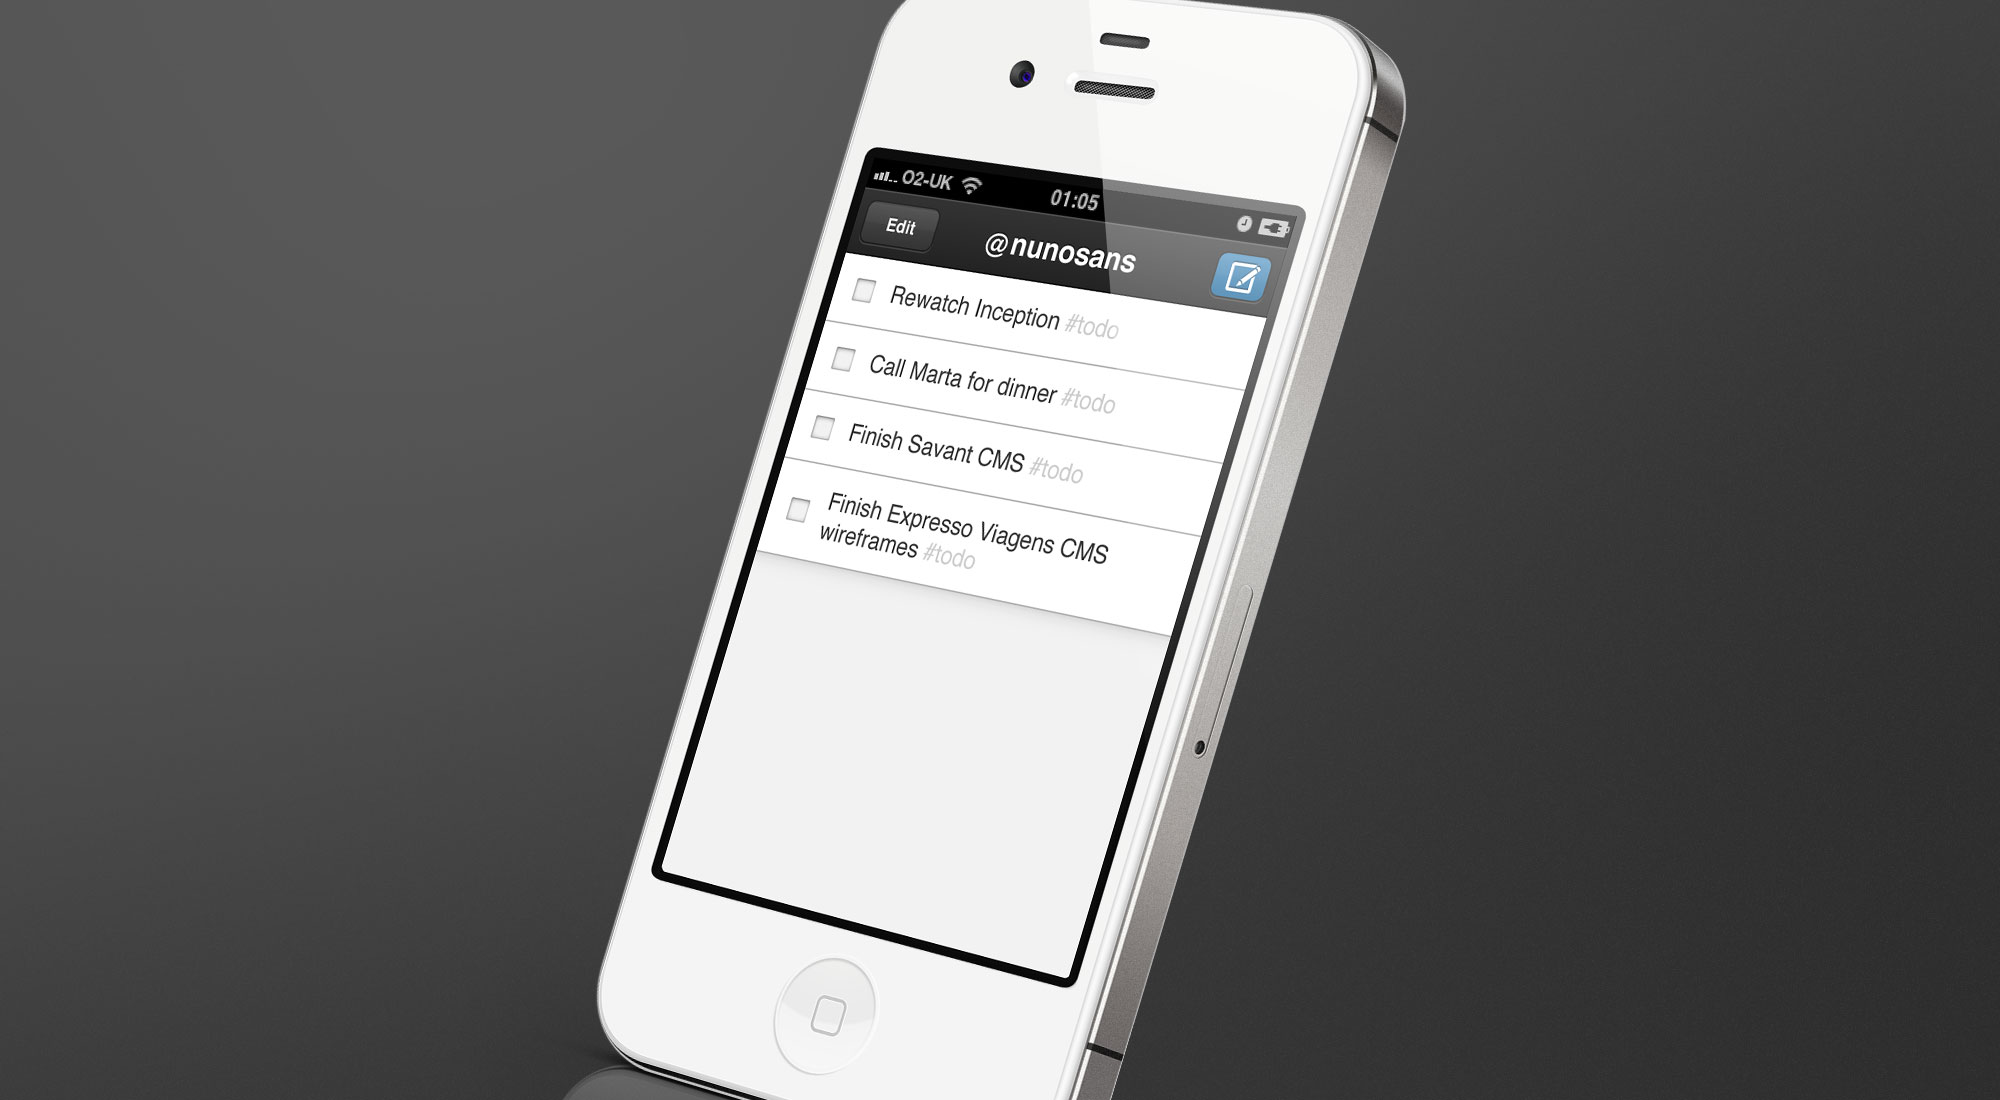 O2-UK 01:05
Edit @nunosans
Rewatch Inception #todo
Call Marta for dinner #todo
Finish Savant CMS #todo
Finish Expresso Viagens CMS
wireframes #todo